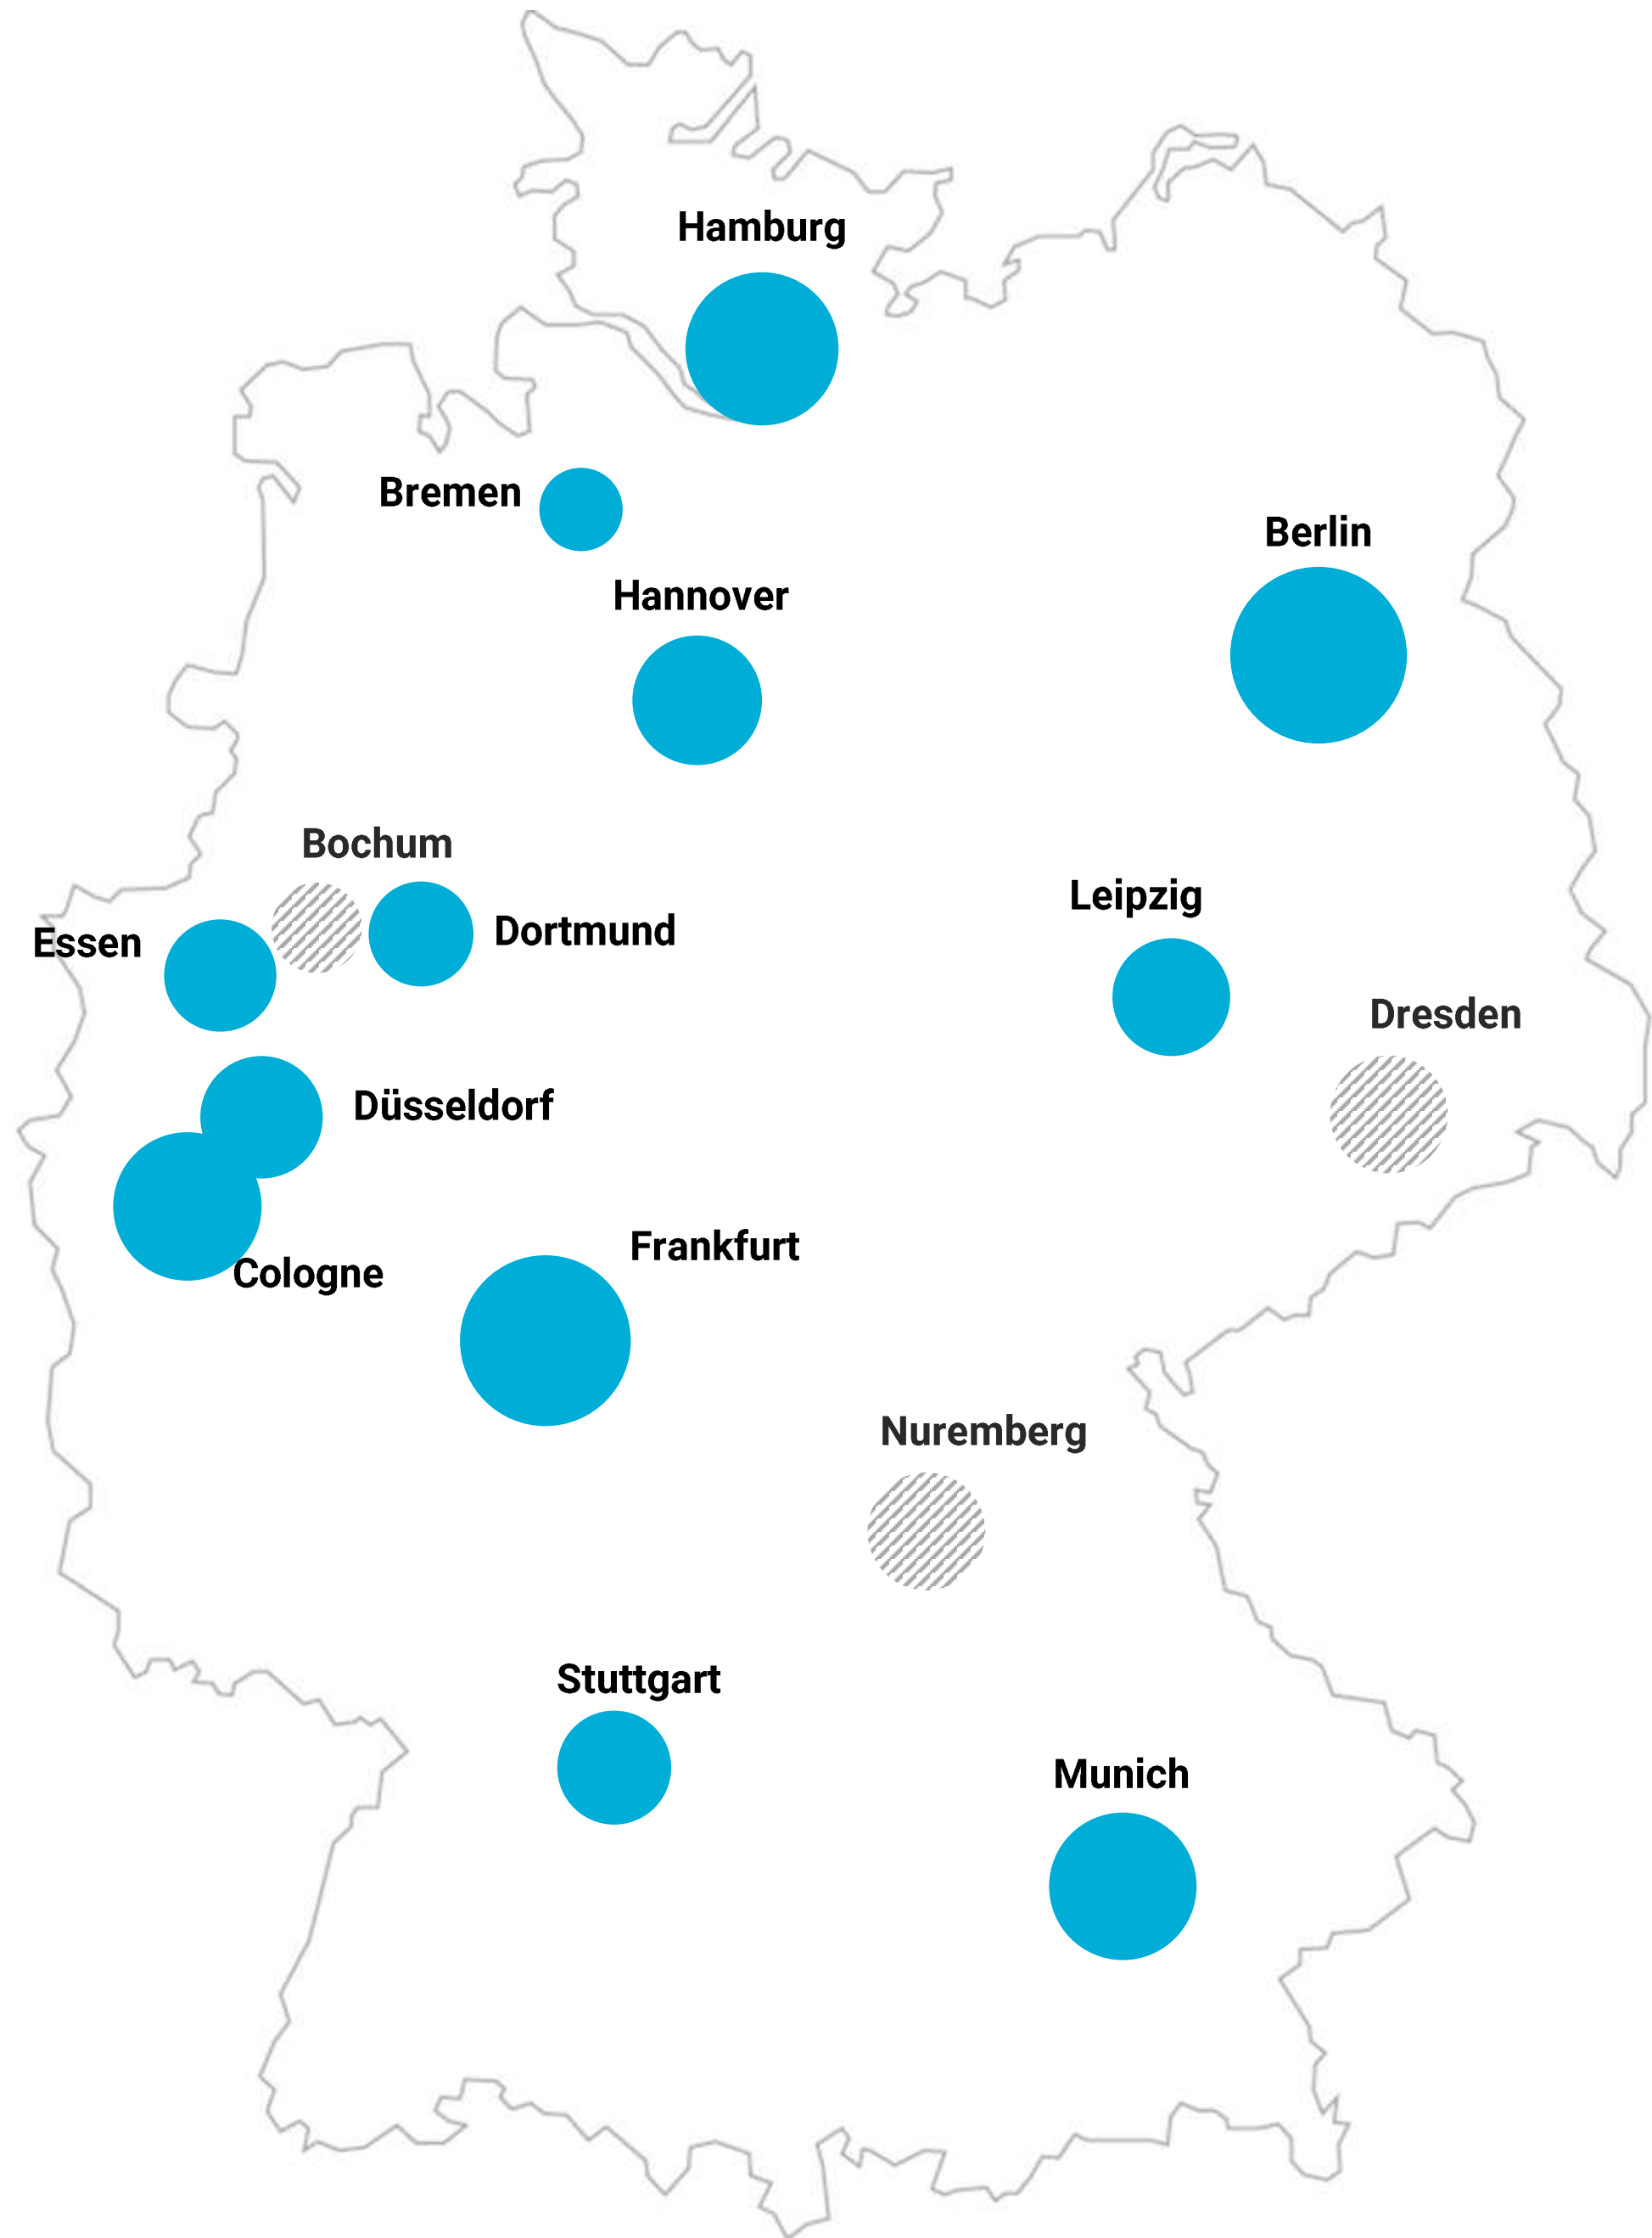 Hamburg
Bremen
Berlin
Hannover
Bochum
Leipzig
Dortmund
Essen
Dresden
Düsseldorf
Frankfurt
Cologne
Nuremberg
Stuttgart
Munich